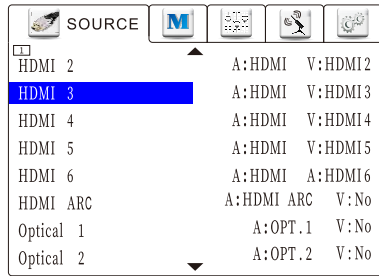 SOURCE M
1
HDMI 2 A:HDMI V:HDMI2
HDMI 3 A:HDMI V:HDMI3
HDMI 4 A:HDMI V:HDMI4
HDMI 5 A:HDMI V:HDMI5
HDMI 6 A:HDMI A:HDMI6
HDMI ARC A:HDMI ARC V:No
Optical 1 A:OPT.1 V:No
Optical 2 A:OPT.2 V:No